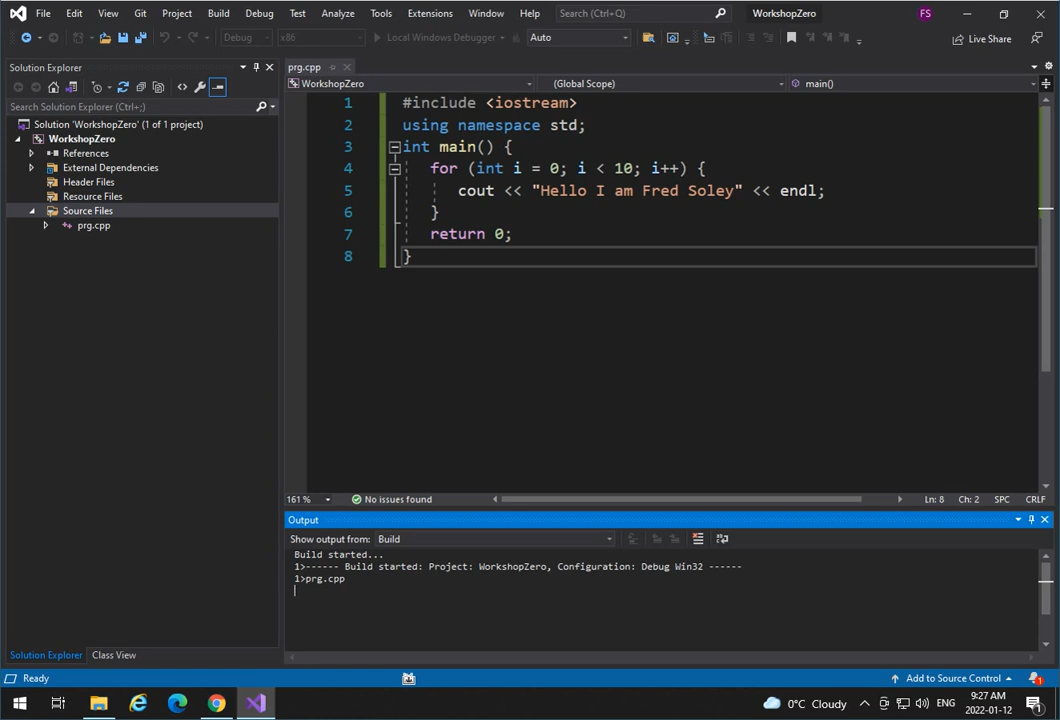 File Edit View Git Project Build Debug Test Analyze Tools Extensions Window Help Search (Ctrl+Q) WorkshopZero FS
Debug x86 Local Windows Debugger Auto Live Share
Solution Explorer
Search Solution Explorer (Ctrl+;)
Solution 'WorkshopZero' (1 of 1 project)
WorkshopZero
References
External Dependencies
Header Files
Resource Files
Source Files
prg.cpp
Solution Explorer Class View
prg.cpp
WorkshopZero (Global Scope) main()
1 #include <iostream>
2 using namespace std;
3 int main() {
4 for (int i = 0; i < 10; i++) {
5 cout << "Hello I am Fred Soley" << endl;
6 }
7 return 0;
8 }
161 % No issues found Ln: 8 Ch: 2 SPC CRLF
Output
Show output from: Build
Build started...
1>------ Build started: Project: WorkshopZero, Configuration: Debug Win32 ------
1>prg.cpp
Ready Add to Source Control 1
0°C Cloudy ENG 9:27 AM
2022-01-12 1